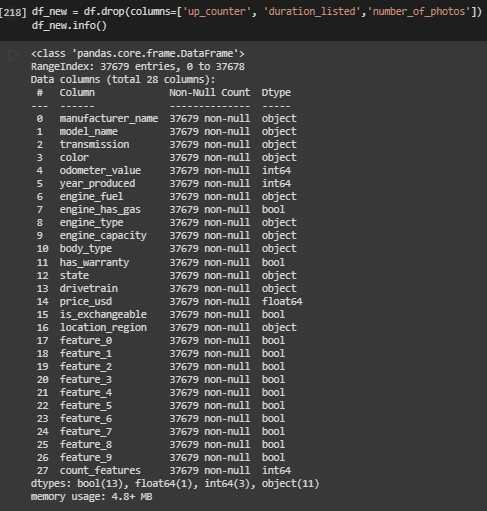 [218] df_new = df.drop(columns=['up_counter', 'duration_listed','number_of_photos'])
df_new.info()
<class 'pandas.core.frame.DataFrame'>
RangeIndex: 37679 entries, 0 to 37678
Data columns (total 28 columns):
 #   Column             Non-Null Count  Dtype
---  ------             --------------  -----
 0   manufacturer_name  37679 non-null  object
 1   model_name         37679 non-null  object
 2   transmission       37679 non-null  object
 3   color              37679 non-null  object
 4   odometer_value     37679 non-null  int64
 5   year_produced      37679 non-null  int64
 6   engine_fuel        37679 non-null  object
 7   engine_has_gas     37679 non-null  bool
 8   engine_type        37679 non-null  object
 9   engine_capacity    37679 non-null  object
 10  body_type          37679 non-null  object
 11  has_warranty       37679 non-null  bool
 12  state              37679 non-null  object
 13  drivetrain         37679 non-null  object
 14  price_usd          37679 non-null  float64
 15  is_exchangeable    37679 non-null  bool
 16  location_region    37679 non-null  object
 17  feature_0          37679 non-null  bool
 18  feature_1          37679 non-null  bool
 19  feature_2          37679 non-null  bool
 20  feature_3          37679 non-null  bool
 21  feature_4          37679 non-null  bool
 22  feature_5          37679 non-null  bool
 23  feature_6          37679 non-null  bool
 24  feature_7          37679 non-null  bool
 25  feature_8          37679 non-null  bool
 26  feature_9          37679 non-null  bool
 27  count_features     37679 non-null  int64
dtypes: bool(13), float64(1), int64(3), object(11)
memory usage: 4.8+ MB